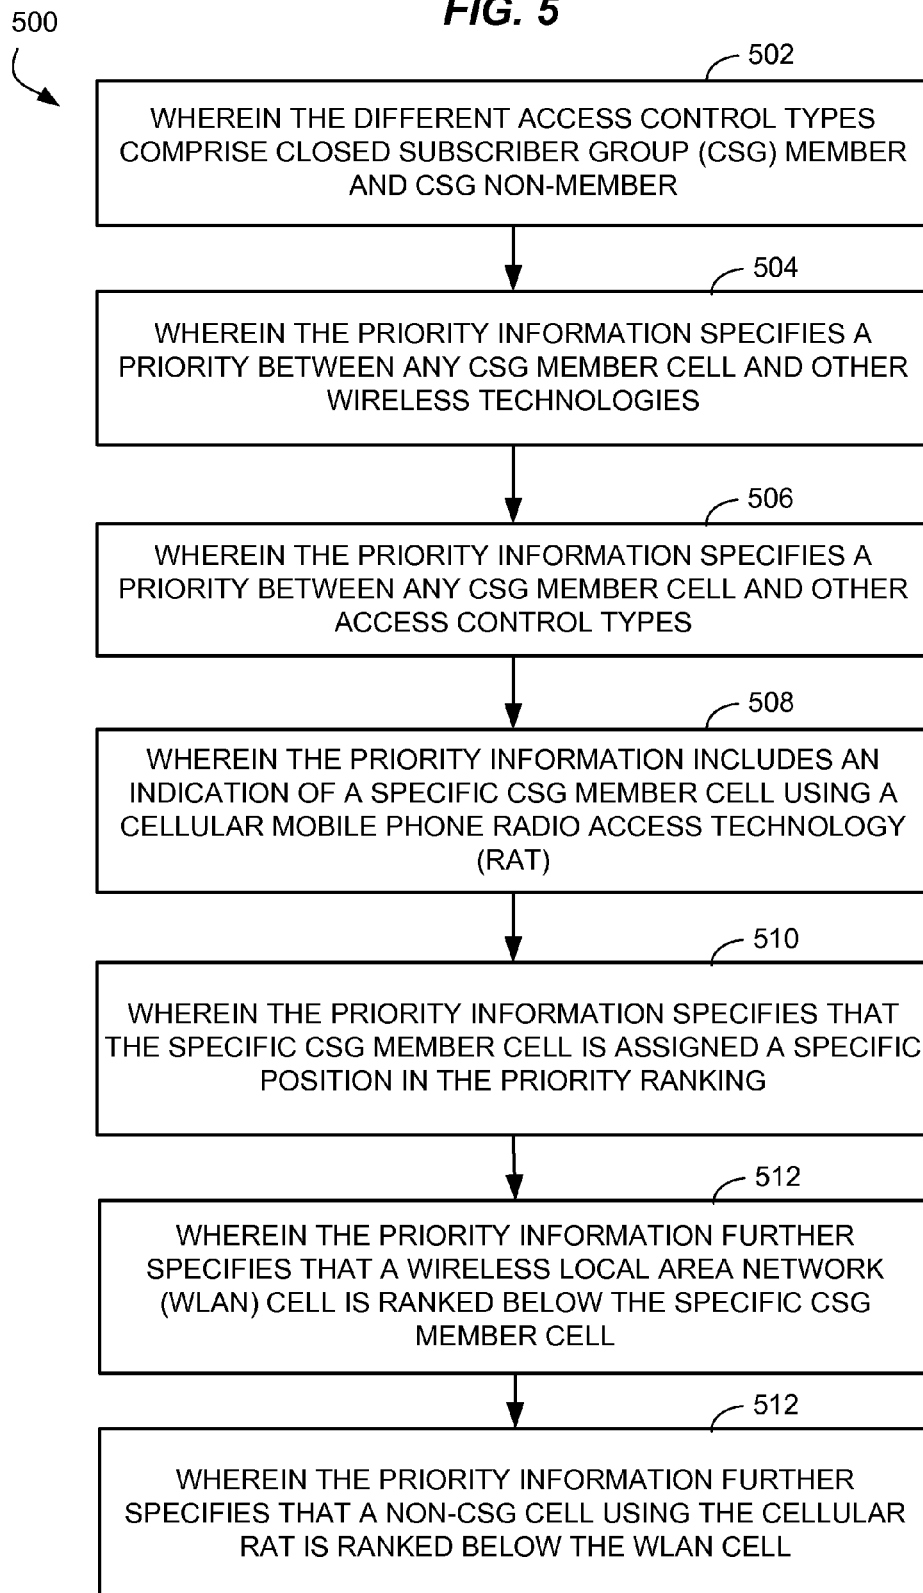 FIG. 5
500
502
WHEREIN THE DIFFERENT ACCESS CONTROL TYPES
COMPRISE CLOSED SUBSCRIBER GROUP (CSG) MEMBER
AND CSG NON-MEMBER
504
WHEREIN THE PRIORITY INFORMATION SPECIFIES A
PRIORITY BETWEEN ANY CSG MEMBER CELL AND OTHER
WIRELESS TECHNOLOGIES
506
WHEREIN THE PRIORITY INFORMATION SPECIFIES A
PRIORITY BETWEEN ANY CSG MEMBER CELL AND OTHER
ACCESS CONTROL TYPES
508
WHEREIN THE PRIORITY INFORMATION INCLUDES AN
INDICATION OF A SPECIFIC CSG MEMBER CELL USING A
CELLULAR MOBILE PHONE RADIO ACCESS TECHNOLOGY
(RAT)
510
WHEREIN THE PRIORITY INFORMATION SPECIFIES THAT
THE SPECIFIC CSG MEMBER CELL IS ASSIGNED A SPECIFIC
POSITION IN THE PRIORITY RANKING
512
WHEREIN THE PRIORITY INFORMATION FURTHER
SPECIFIES THAT A WIRELESS LOCAL AREA NETWORK
(WLAN) CELL IS RANKED BELOW THE SPECIFIC CSG
MEMBER CELL
512
WHEREIN THE PRIORITY INFORMATION FURTHER
SPECIFIES THAT A NON-CSG CELL USING THE CELLULAR
RAT IS RANKED BELOW THE WLAN CELL